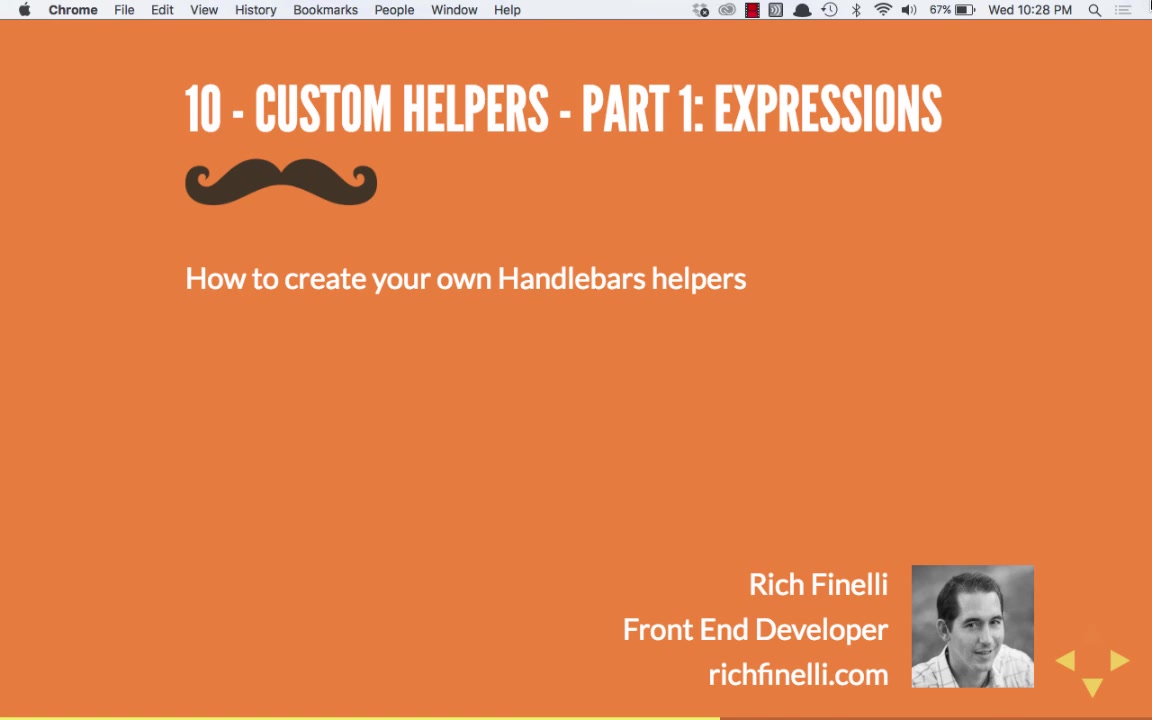 Chrome File Edit View History Bookmarks People Window Help 67% Wed 10:28 PM
10 - CUSTOM HELPERS - PART 1: EXPRESSIONS
How to create your own Handlebars helpers
Rich Finelli
Front End Developer
richfinelli.com